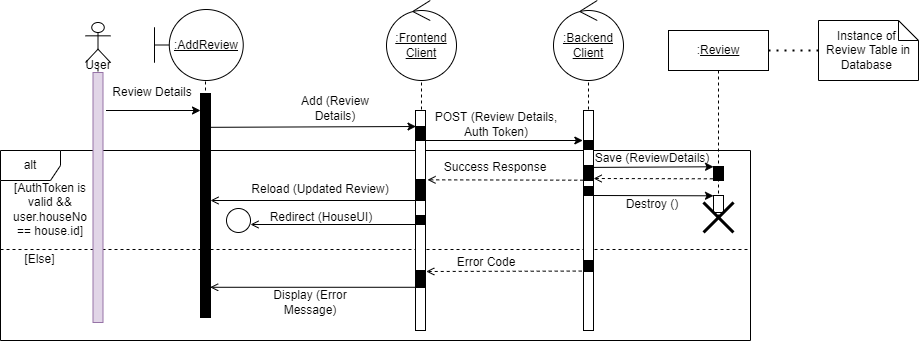 User
:AddReview
:Frontend
Client
:Backend
Client
:Review
Instance of
Review Table in
Database
Review Details
Add (Review
Details)
POST (Review Details,
Auth Token)
alt
[AuthToken is
valid &&
user.houseNo
== house.id]
Save (ReviewDetails)
Success Response
Reload (Updated Review)
Destroy ()
Redirect (HouseUI)
[Else]
Error Code
Display (Error
Message)